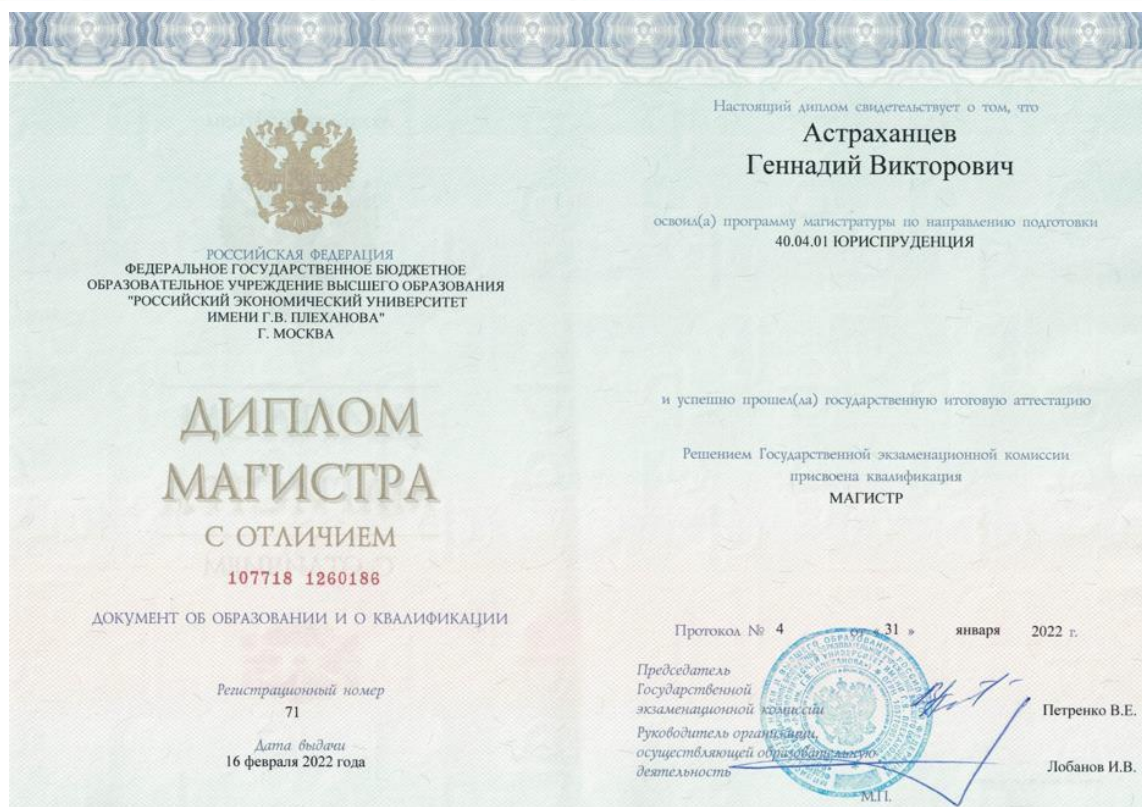 РОССИЙСКАЯ ФЕДЕРАЦИЯ
ФЕДЕРАЛЬНОЕ ГОСУДАРСТВЕННОЕ БЮДЖЕТНОЕ
ОБРАЗОВАТЕЛЬНОЕ УЧРЕЖДЕНИЕ ВЫСШЕГО ОБРАЗОВАНИЯ
"РОССИЙСКИЙ ЭКОНОМИЧЕСКИЙ УНИВЕРСИТЕТ
ИМЕНИ Г.В. ПЛЕХАНОВА"
Г. МОСКВА
ДИПЛОМ
МАГИСТРА
С ОТЛИЧИЕМ
107718 1260186
ДОКУМЕНТ ОБ ОБРАЗОВАНИИ И О КВАЛИФИКАЦИИ
Регистрационный номер
71
Дата выдачи
16 февраля 2022 года
Настоящий диплом свидетельствует о том, что
Астраханцев
Геннадий Викторович
освоил(а) программу магистратуры по направлению подготовки
40.04.01 ЮРИСПРУДЕНЦИЯ
и успешно прошел(ла) государственную итоговую аттестацию
Решением Государственной экзаменационной комиссии
присвоена квалификация
МАГИСТР
Протокол № 4 от « 31 » января 2022 г.
Председатель
Государственной
экзаменационной комиссии
Петренко В.Е.
Руководитель организации,
осуществляющей образовательную
деятельность
Лобанов И.В.
М.П.